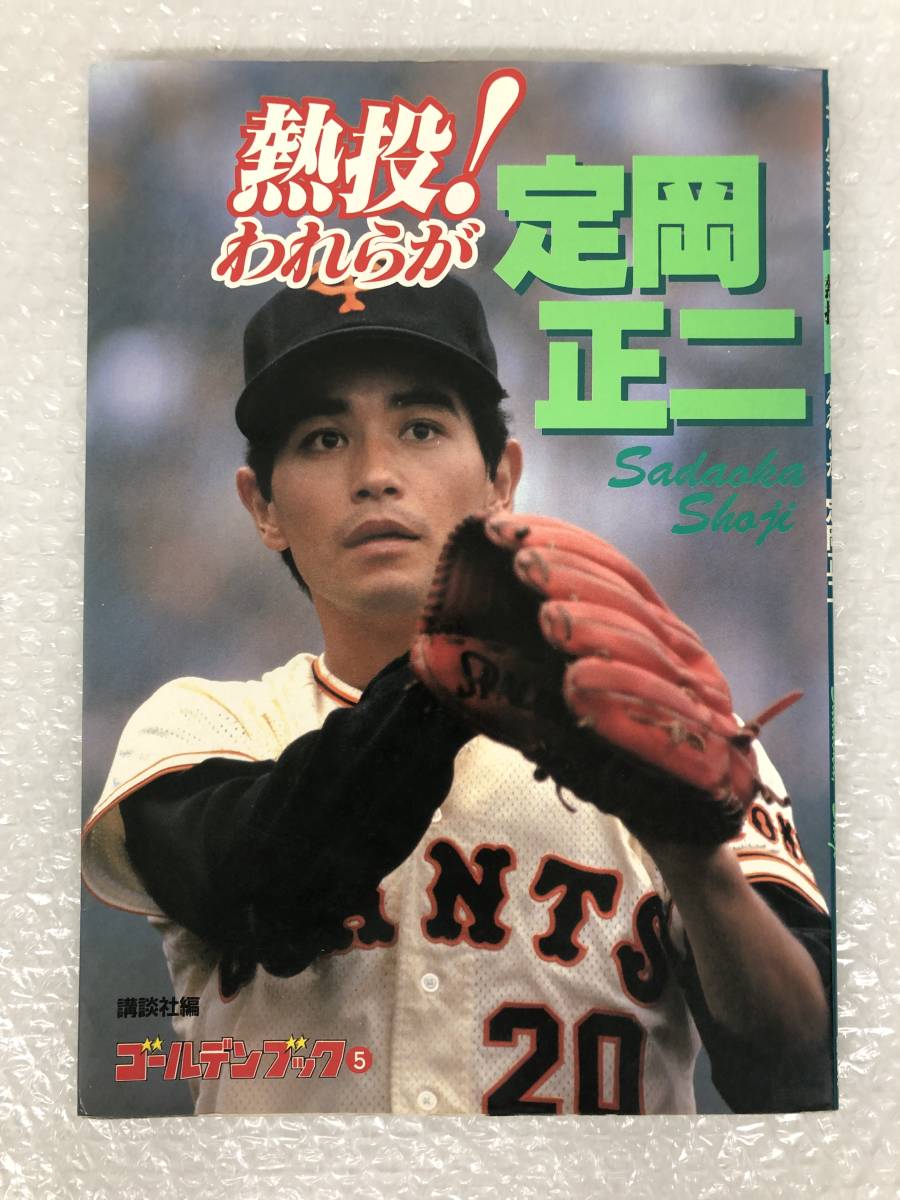 熱投！
われらが
定岡
正二
Sadaoka
Shoji
ANTS
20
講談社編
ゴールデンブック5